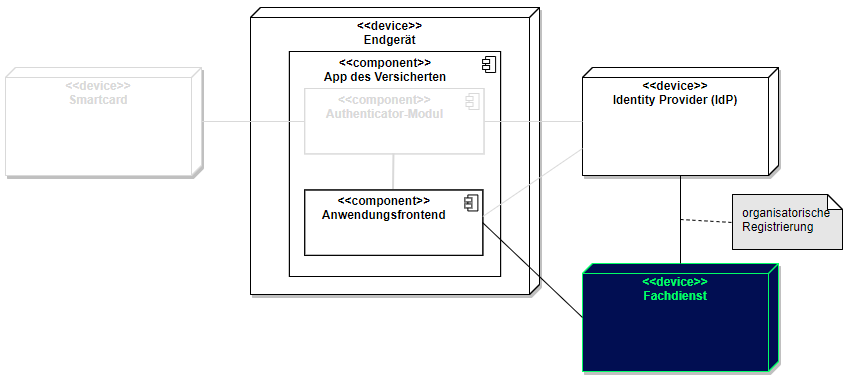 <<device>>
Endgerät
<<component>>
App des Versicherten
<<device>>
Smartcard
<<component>>
Authenticator-Modul
<<device>>
Identity Provider (IdP)
<<component>>
Anwendungsfrontend
organisatorische
Registrierung
<<device>>
Fachdienst